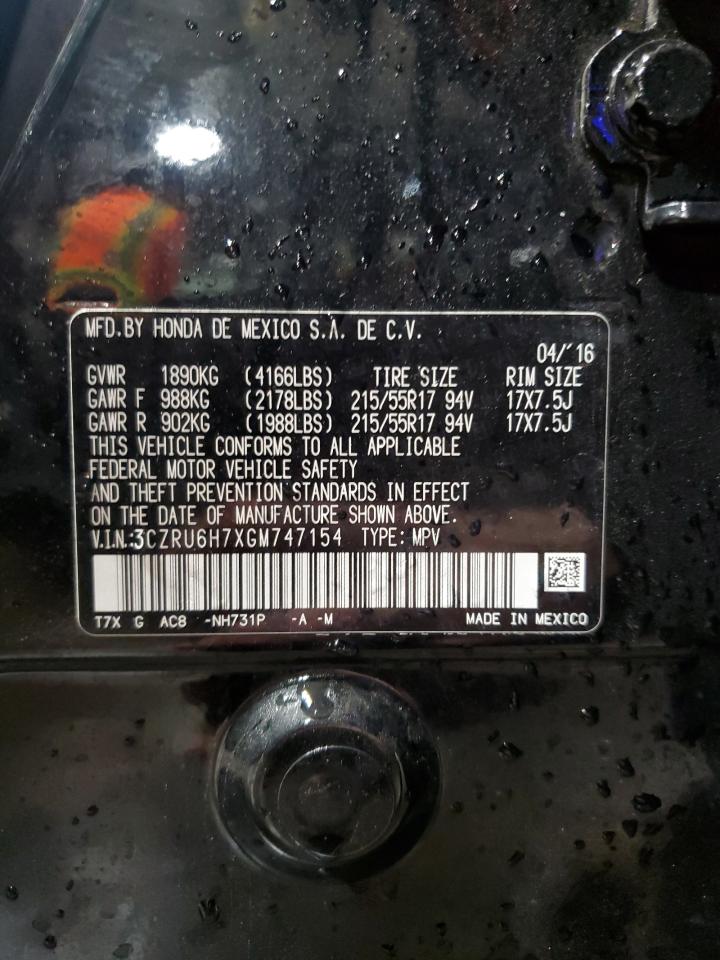 MFD.BY HONDA DE MEXICO S.A. DE C.V.
04/'16
GVWR 1890KG (4166LBS) TIRE SIZE RIM SIZE
GAWR F 988KG (2178LBS) 215/55R17 94V 17X7.5J
GAWR R 902KG (1988LBS) 215/55R17 94V 17X7.5J
THIS VEHICLE CONFORMS TO ALL APPLICABLE
FEDERAL MOTOR VEHICLE SAFETY
AND THEFT PREVENTION STANDARDS IN EFFECT
ON THE DATE OF MANUFACTURE SHOWN ABOVE.
V.I.N.:3CZRU6H7XGM747154 TYPE: MPV
T7X G AC8 -NH731P -A -M MADE IN MEXICO